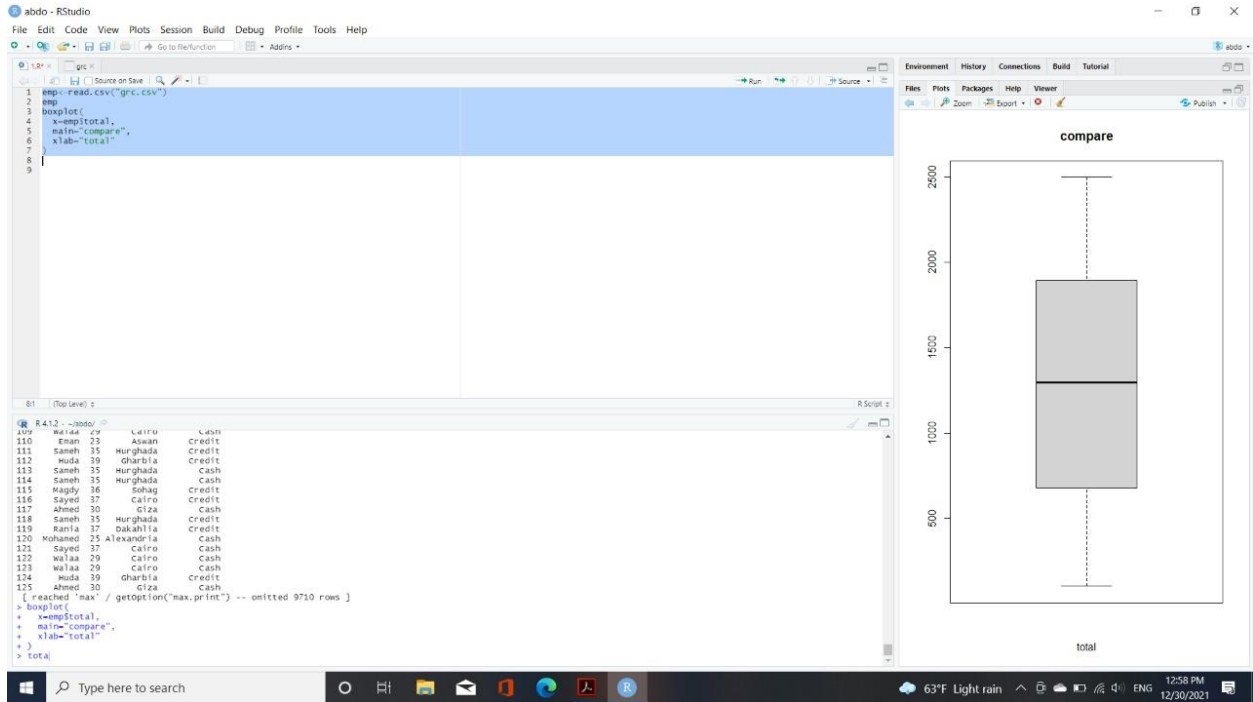 abdo - RStudio
File Edit Code View Plots Session Build Debug Profile Tools Help
Go to file/function Addins abdo
1.R* grc
Source on Save Run Source
1 emp<-read.csv("grc.csv")
2 emp
3 boxplot(
4 x=emp$total,
5 main="compare",
6 xlab="total"
7 )
8
9
8:1 (Top Level) R Script
R 4.1.2 · ~/abdo/
109 Walaa 29 Cairo Cash
110 Eman 23 Aswan Credit
111 Sameh 35 Hurghada Credit
112 Huda 39 Gharbia Credit
113 Sameh 35 Hurghada Cash
114 Sameh 35 Hurghada Cash
115 Magdy 36 Sohag Credit
116 Sayed 37 Cairo Credit
117 Ahmed 30 Giza Cash
118 Sameh 35 Hurghada Credit
119 Rania 37 Dakahlia Credit
120 Mohamed 25 Alexandria Cash
121 Sayed 37 Cairo Cash
122 Walaa 29 Cairo Cash
123 Walaa 29 Cairo Cash
124 Huda 39 Gharbia Credit
125 Ahmed 30 Giza Cash
[ reached 'max' / getOption("max.print") -- omitted 9710 rows ]
> boxplot(
+ x=emp$total,
+ main="compare",
+ xlab="total"
+ )
> tota
Environment History Connections Build Tutorial
Files Plots Packages Help Viewer
Zoom Export Publish
compare
2500
2000
1500
1000
500
total
Type here to search
63°F Light rain ENG 12:58 PM
12/30/2021